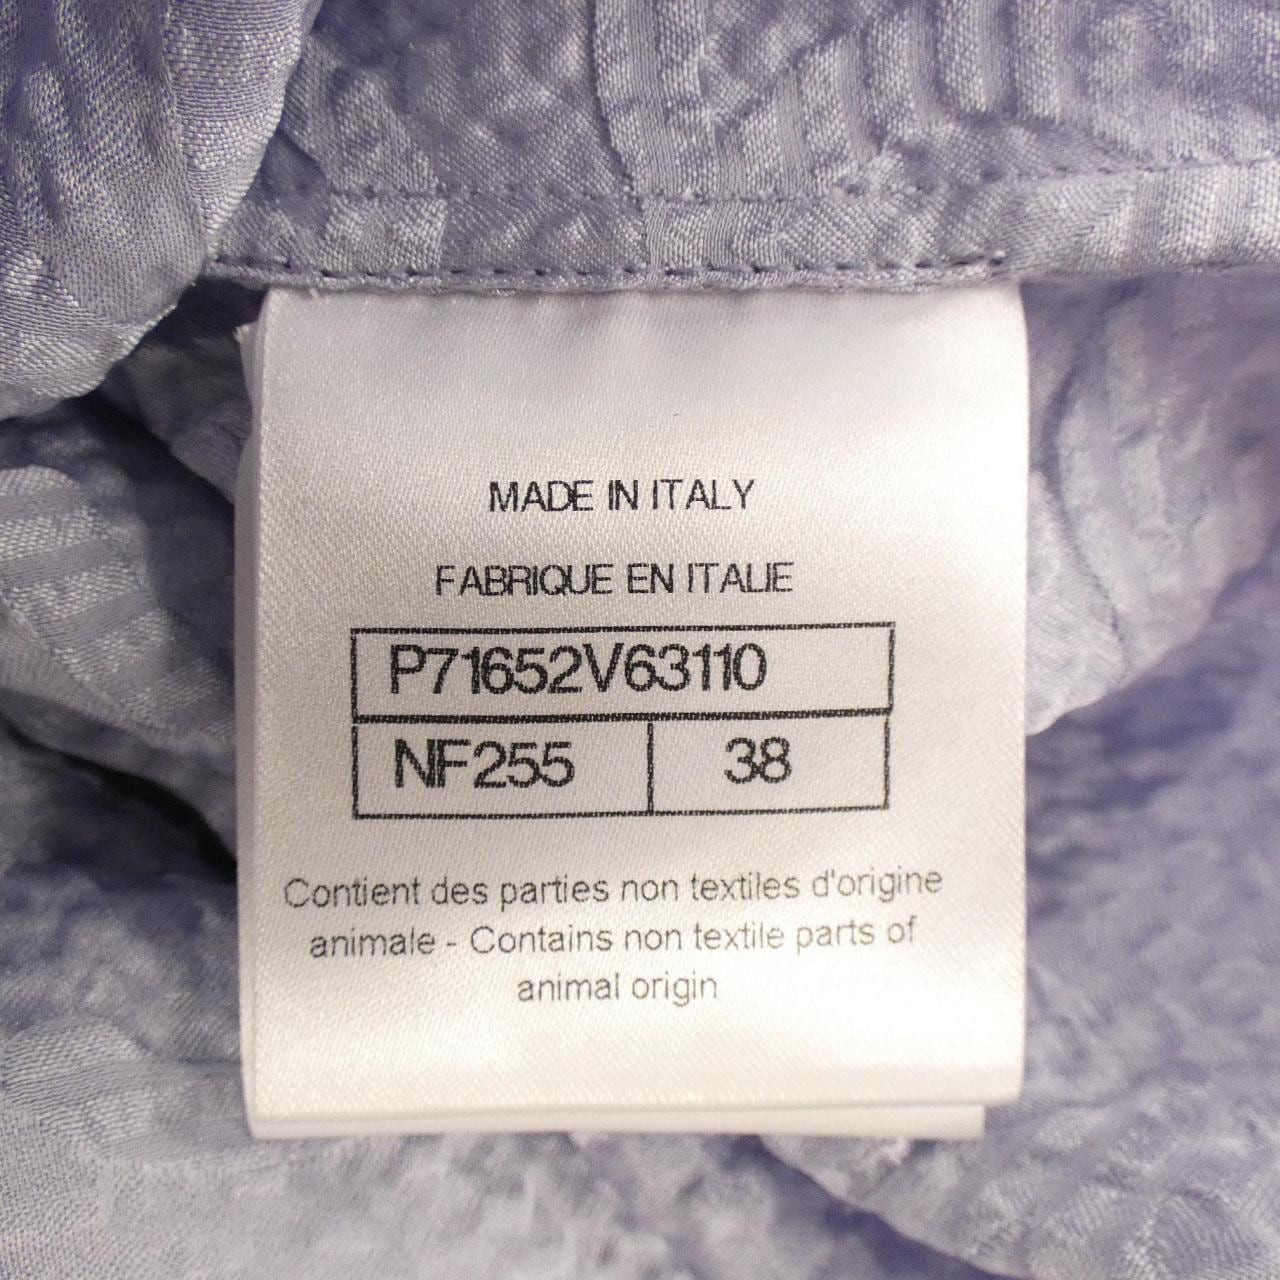 MADE IN ITALY
FABRIQUE EN ITALIE
P71652V63110
NF255 38
Contient des parties non textiles d'origine
animale - Contains non textile parts of
animal origin